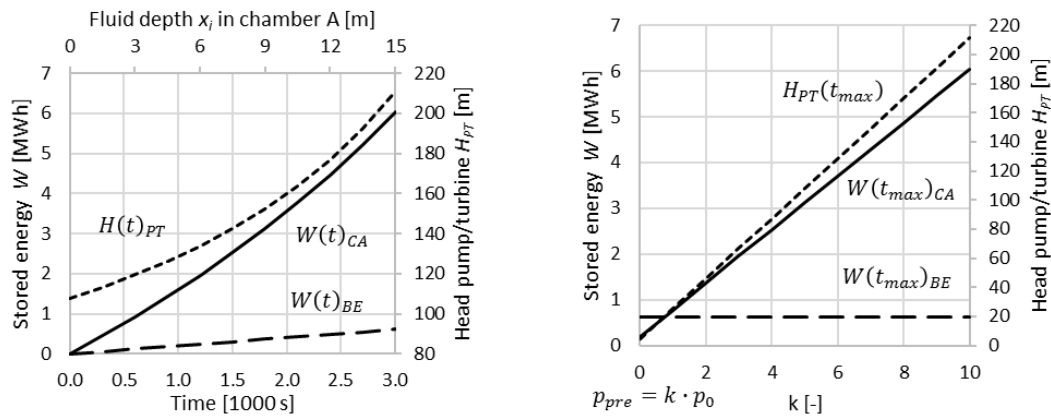 Fluid depth x_i in chamber A [m]
0 3 6 9 12 15
Stored energy W [MWh]
7
6
5
4
3
2
1
0
220
200
180
160
140
120
100
80
Head pump/turbine H_PT [m]
H(t)_PT
W(t)_CA
W(t)_BE
0.0 0.5 1.0 1.5 2.0 2.5 3.0
Time [1000 s]
Stored energy W [MWh]
7
6
5
4
3
2
1
0
220
200
180
160
140
120
100
80
60
40
20
0
Head pump/turbine H_PT [m]
H_PT(t_max)
W(t_max)_CA
W(t_max)_BE
0 2 4 6 8 10
p_pre = k · p_0 k [-]